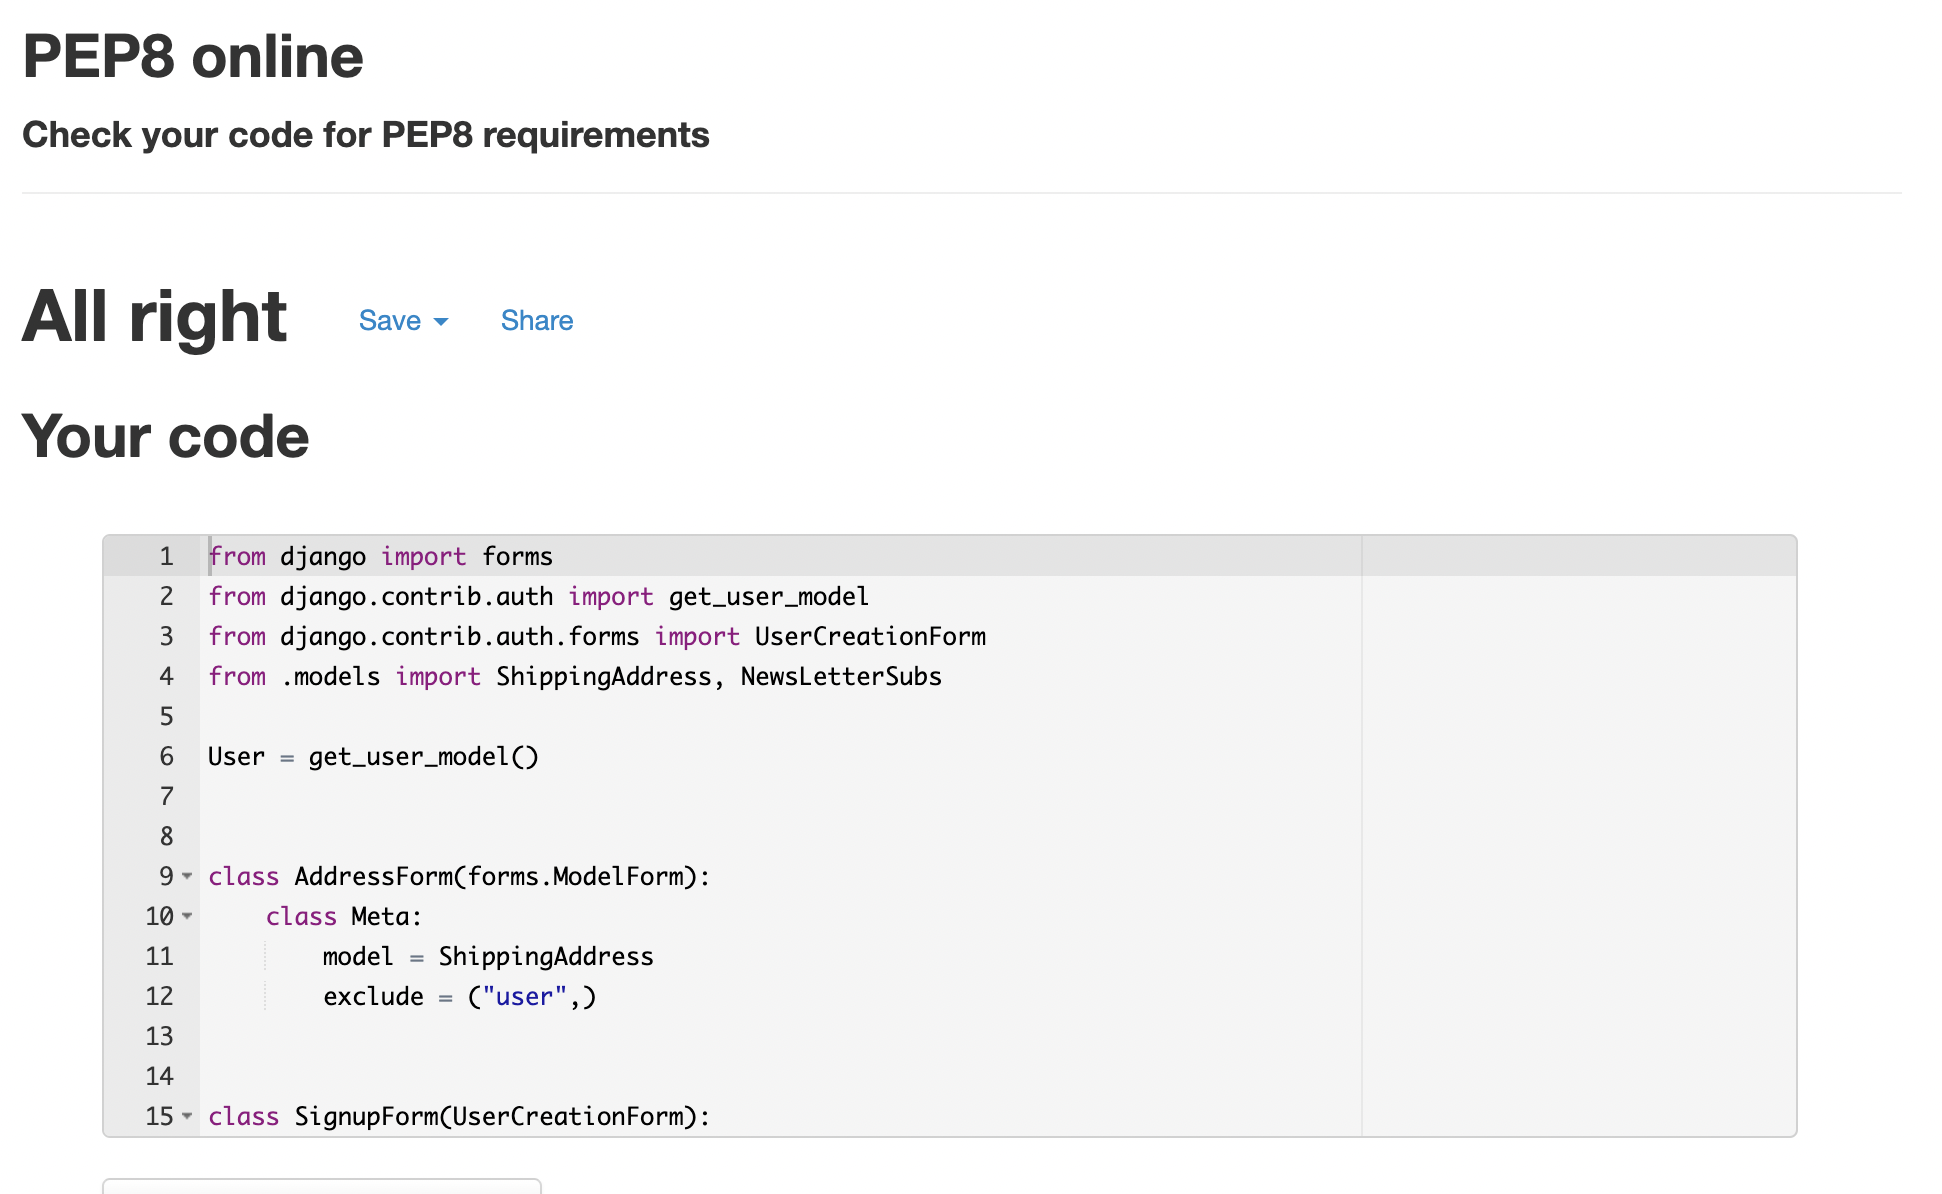 PEP8 online
Check your code for PEP8 requirements
All right Save Share
Your code
1 from django import forms
2 from django.contrib.auth import get_user_model
3 from django.contrib.auth.forms import UserCreationForm
4 from .models import ShippingAddress, NewsLetterSubs
5
6 User = get_user_model()
7
8
9 class AddressForm(forms.ModelForm):
10     class Meta:
11         model = ShippingAddress
12         exclude = ("user",)
13
14
15 class SignupForm(UserCreationForm):